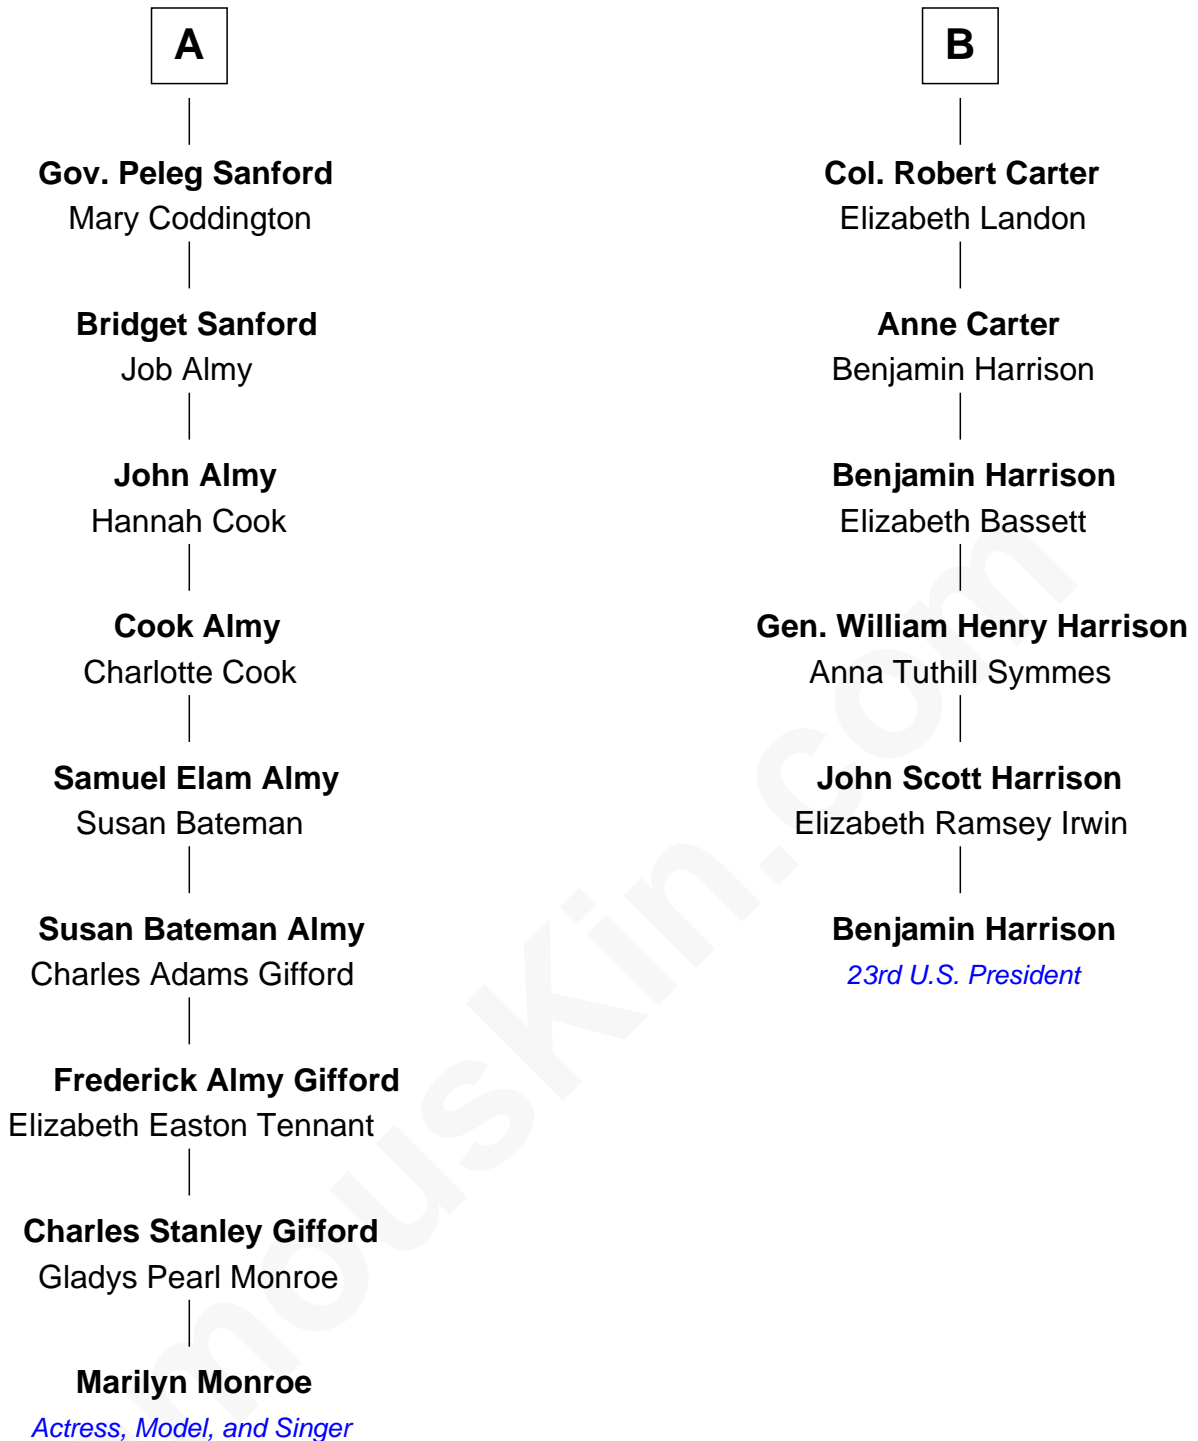 A
Gov. Peleg Sanford
Mary Coddington
Bridget Sanford
Job Almy
John Almy
Hannah Cook
Cook Almy
Charlotte Cook
Samuel Elam Almy
Susan Bateman
Susan Bateman Almy
Charles Adams Gifford
Frederick Almy Gifford
Elizabeth Easton Tennant
Charles Stanley Gifford
Gladys Pearl Monroe
Marilyn Monroe
Actress, Model, and Singer
B
Col. Robert Carter
Elizabeth Landon
Anne Carter
Benjamin Harrison
Benjamin Harrison
Elizabeth Bassett
Gen. William Henry Harrison
Anna Tuthill Symmes
John Scott Harrison
Elizabeth Ramsey Irwin
Benjamin Harrison
23rd U.S. President
mousKin.com